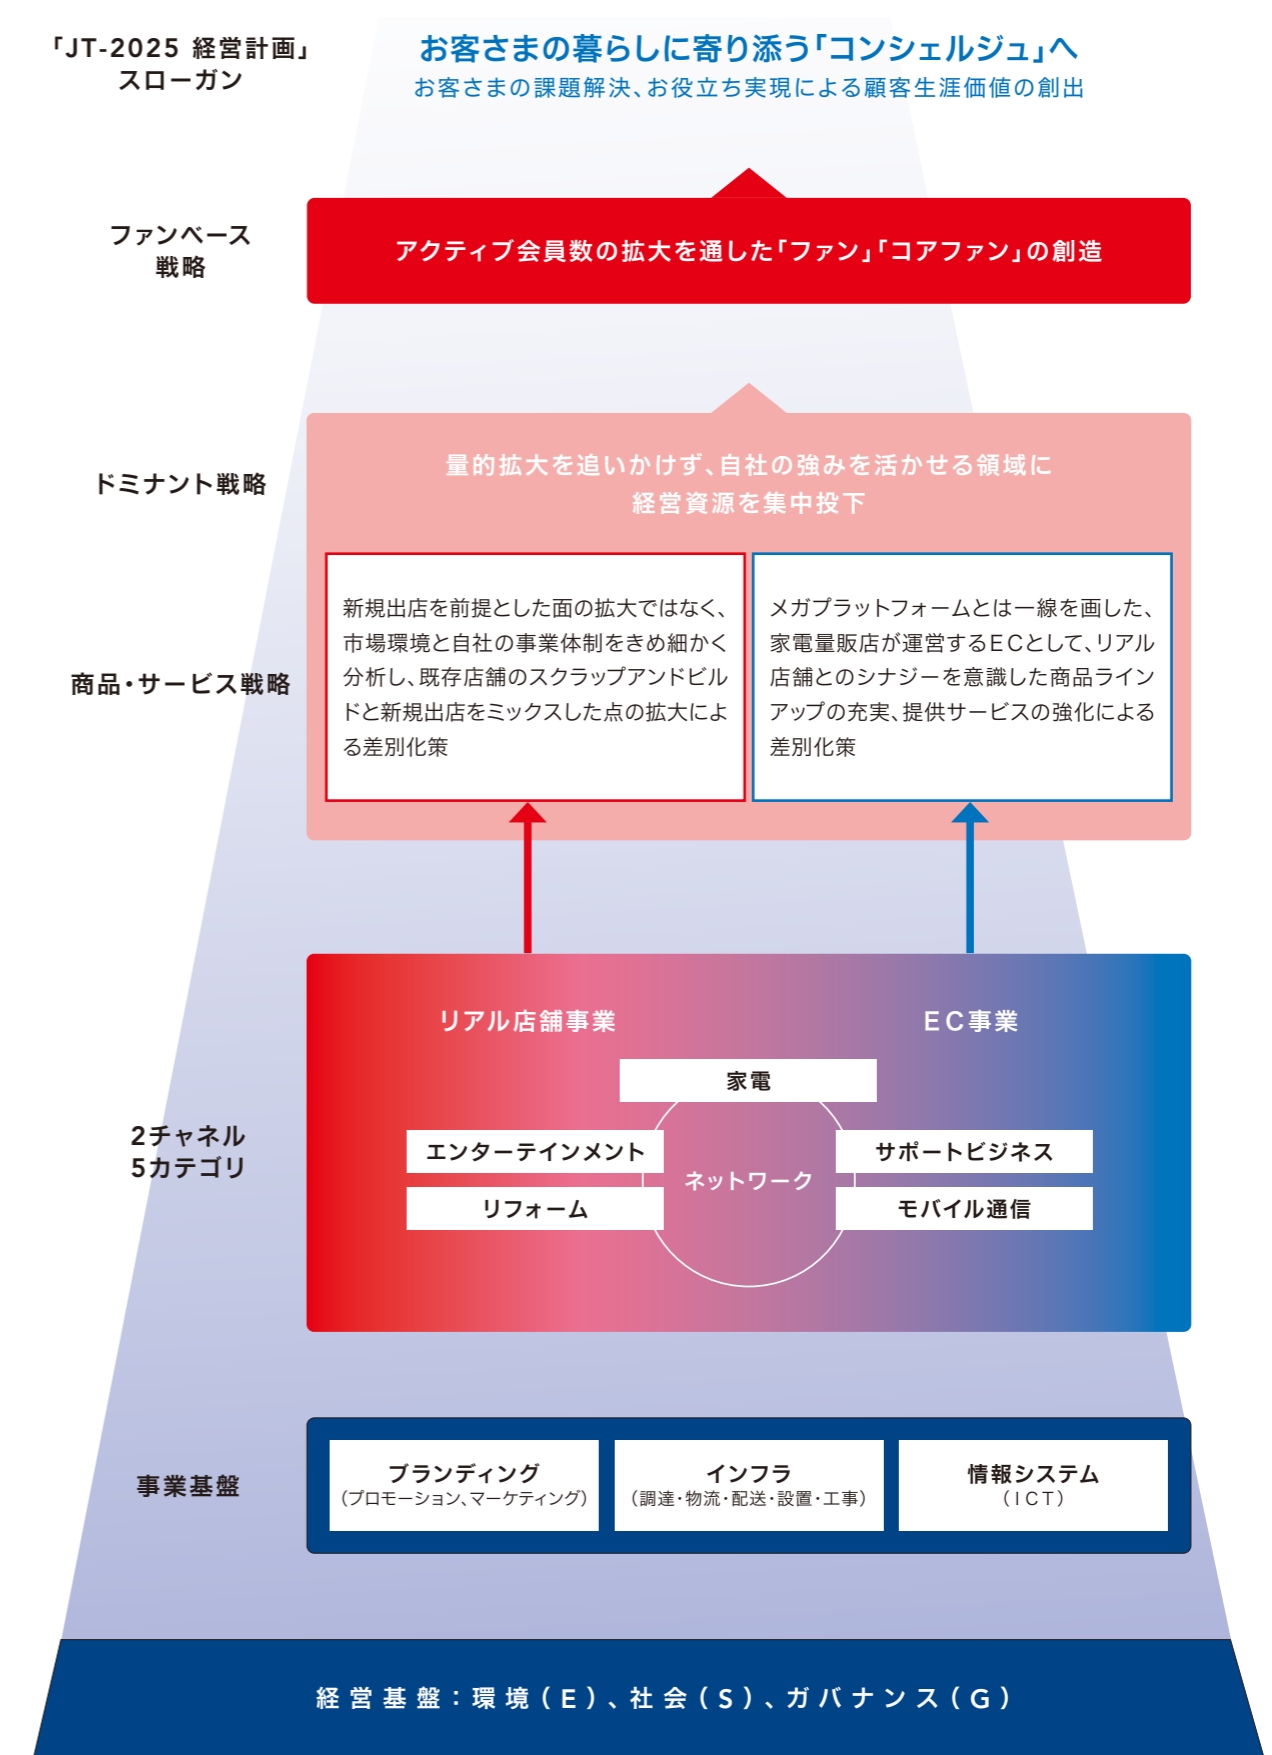 「JT-2025 経営計画」
スローガン
お客さまの暮らしに寄り添う「コンシェルジュ」へ
お客さまの課題解決、お役立ち実現による顧客生涯価値の創出
ファンベース
戦略
アクティブ会員数の拡大を通した「ファン」「コアファン」の創造
ドミナント戦略
量的拡大を追いかけず、自社の強みを活かせる領域に
経営資源を集中投下
商品・サービス戦略
新規出店を前提とした面の拡大ではなく、
市場環境と自社の事業体制をきめ細かく
分析し、既存店舗のスクラップアンドビル
ドと新規出店をミックスした点の拡大によ
る差別化策
メガプラットフォームとは一線を画した、
家電量販店が運営するECとして、リアル
店舗とのシナジーを意識した商品ライン
アップの充実、提供サービスの強化による
差別化策
2チャネル
5カテゴリ
リアル店舗事業
EC事業
家電
エンターテインメント
サポートビジネス
ネットワーク
リフォーム
モバイル通信
事業基盤
ブランディング
（プロモーション、マーケティング）
インフラ
（調達・物流・配送・設置・工事）
情報システム
（ICT）
経営基盤：環境（E）、社会（S）、ガバナンス（G）